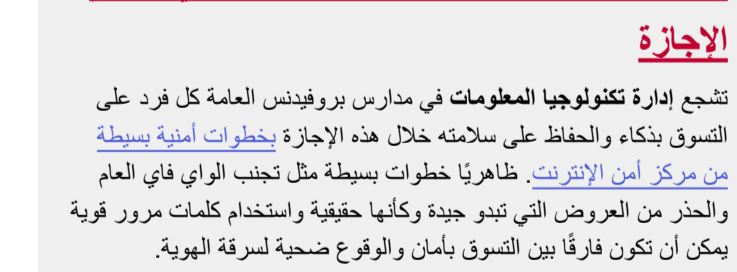 الإجازة
تشجع إدارة تكنولوجيا المعلومات في مدارس بروفيدنس العامة كل فرد على
التسوق بذكاء والحفاظ على سلامته خلال هذه الإجازة بخطوات أمنية بسيطة
من مركز أمن الإنترنت. ظاهريًا خطوات بسيطة مثل تجنب الواي فاي العام
والحذر من العروض التي تبدو جيدة وكأنها حقيقية واستخدام كلمات مرور قوية
يمكن أن تكون فارقًا بين التسوق بأمان والوقوع ضحية لسرقة الهوية.